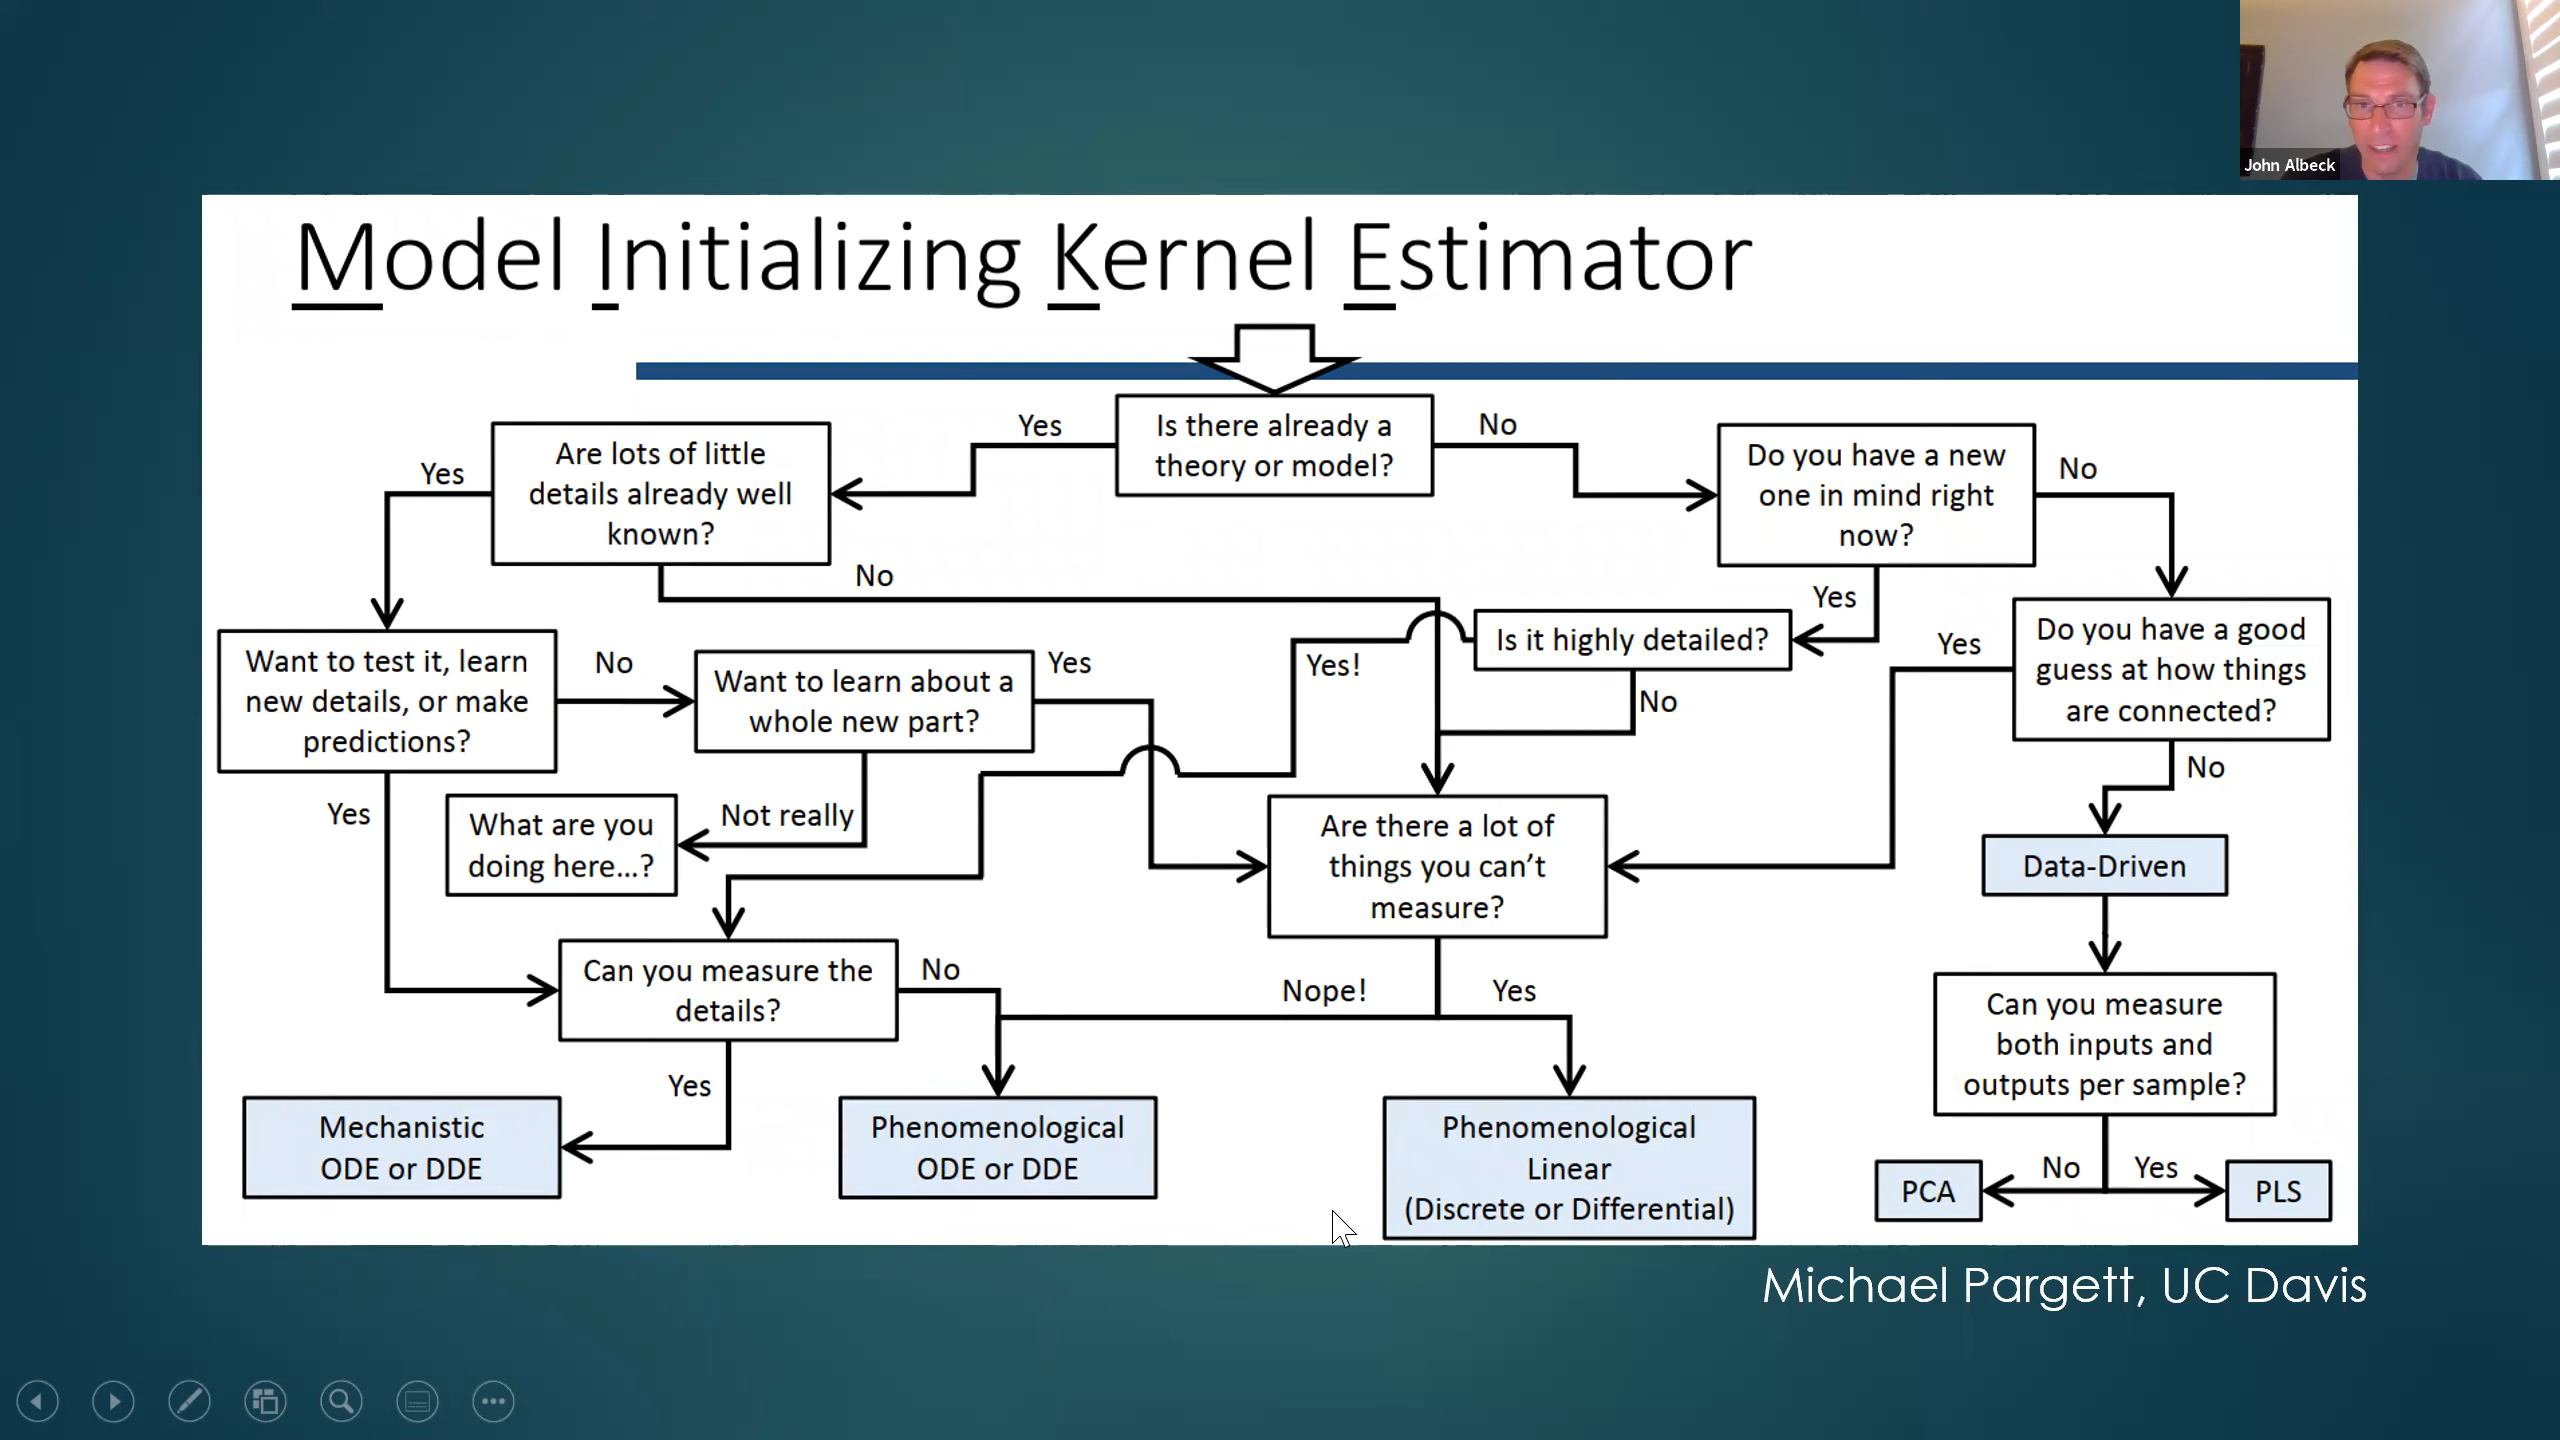 John Albeck
Model Initializing Kernel Estimator
Is there already a
theory or model?
Yes
No
Are lots of little
details already well
known?
Yes
No
Do you have a new
one in mind right
now?
No
Yes
Is it highly detailed?
Yes!
No
Do you have a good
guess at how things
are connected?
Yes
No
Want to test it, learn
new details, or make
predictions?
No
Yes
Want to learn about a
whole new part?
Yes
Not really
What are you
doing here...?
Are there a lot of
things you can’t
measure?
Nope!
Yes
Data-Driven
Can you measure the
details?
No
Yes
Can you measure
both inputs and
outputs per sample?
No
Yes
Mechanistic
ODE or DDE
Phenomenological
ODE or DDE
Phenomenological
Linear
(Discrete or Differential)
PCA
PLS
Michael Pargett, UC Davis